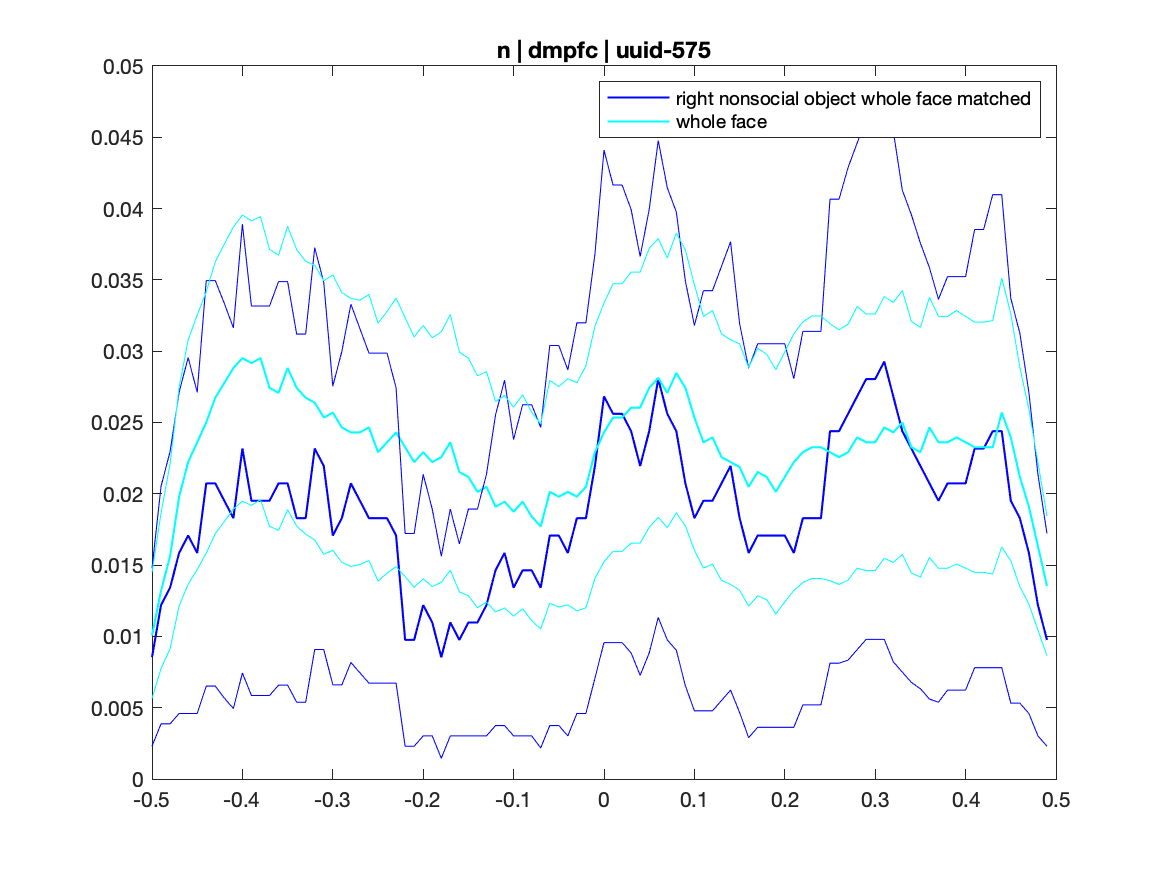 n | dmpfc | uuid-575
right nonsocial object whole face matched
whole face
0.05
0.045
0.04
0.035
0.03
0.025
0.02
0.015
0.01
0.005
0
-0.5 -0.4 -0.3 -0.2 -0.1 0 0.1 0.2 0.3 0.4 0.5